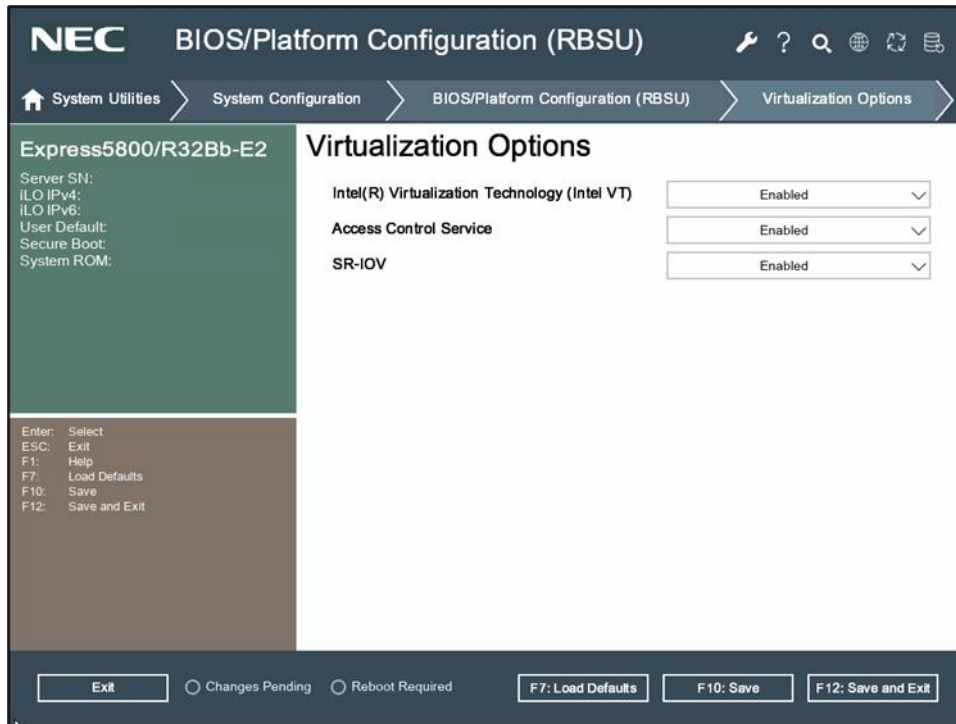 NEC BIOS/Platform Configuration (RBSU)
System Utilities System Configuration BIOS/Platform Configuration (RBSU) Virtualization Options
Express5800/R32Bb-E2
Server SN:
iLO IPv4:
iLO IPv6:
User Default:
Secure Boot:
System ROM:
Virtualization Options
Intel(R) Virtualization Technology (Intel VT) Enabled
Access Control Service Enabled
SR-IOV Enabled
Enter: Select
ESC: Exit
F1: Help
F7: Load Defaults
F10: Save
F12: Save and Exit
Exit Changes Pending Reboot Required F7: Load Defaults F10: Save F12: Save and Exit